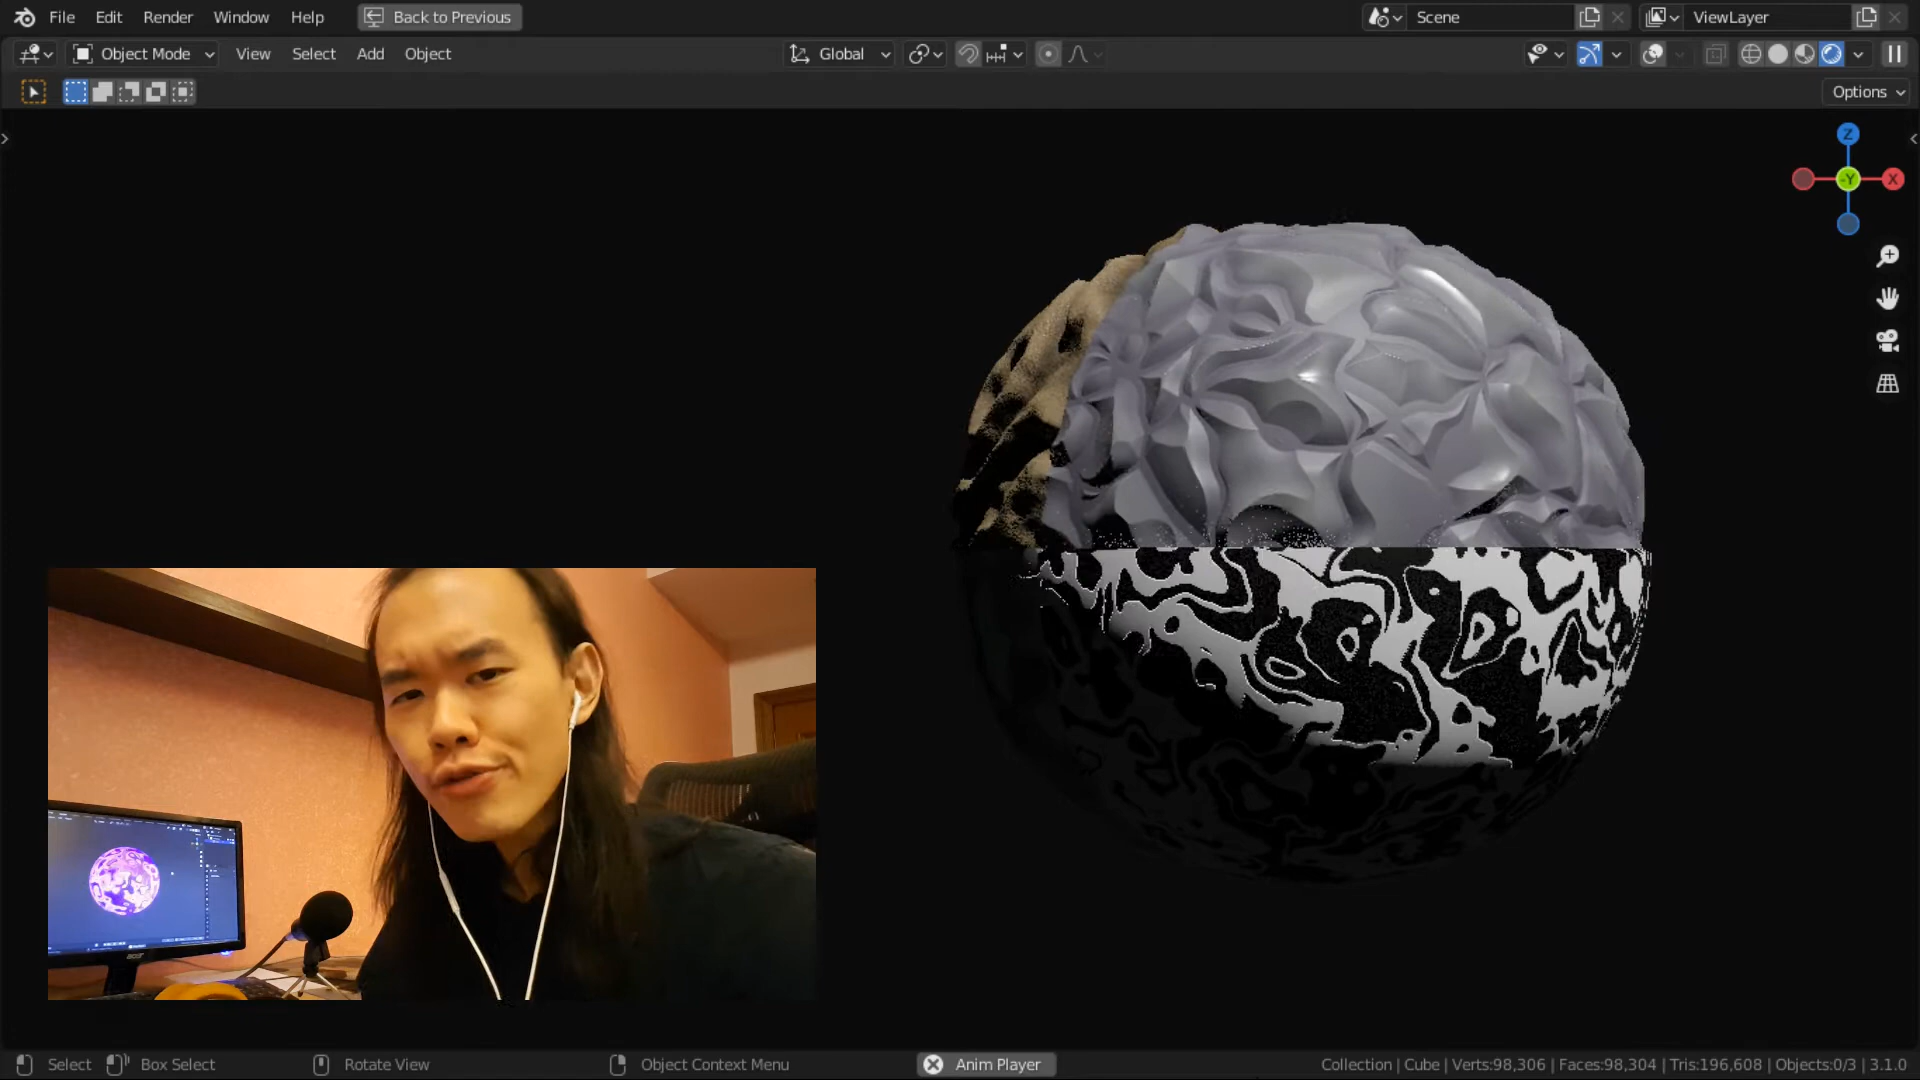 File Edit Render Window Help Back to Previous Scene ViewLayer
Object Mode View Select Add Object Global
Options
Z
-Y X
acer
Select Box Select Rotate View Object Context Menu Anim Player Collection | Cube | Verts:98,306 | Faces:98,304 | Tris:196,608 | Objects:0/3 | 3.1.0